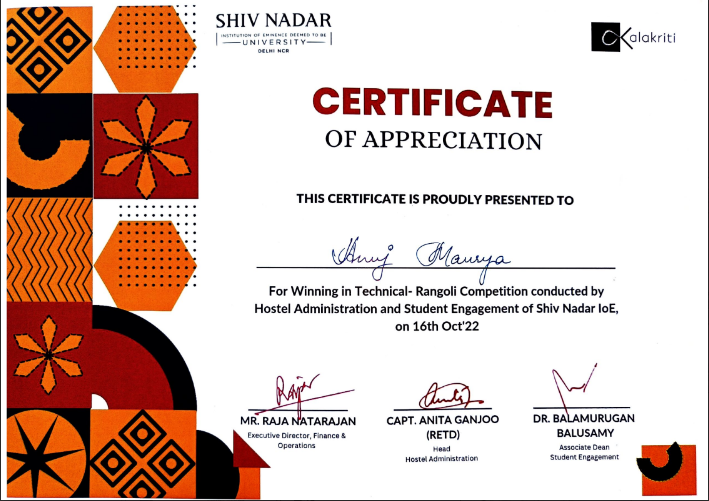 SHIV NADAR
INSTITUTION OF EMINENCE DEEMED TO BE
UNIVERSITY
DELHI NCR
Kalakriti
CERTIFICATE
OF APPRECIATION
THIS CERTIFICATE IS PROUDLY PRESENTED TO
Anuj Maurya
For Winning in Technical- Rangoli Competition conducted by
Hostel Administration and Student Engagement of Shiv Nadar IoE,
on 16th Oct'22
MR. RAJA NATARAJAN
Executive Director, Finance &
Operations
CAPT. ANITA GANJOO
(RETD)
Head
Hostel Administration
DR. BALAMURUGAN
BALUSAMY
Associate Dean
Student Engagement